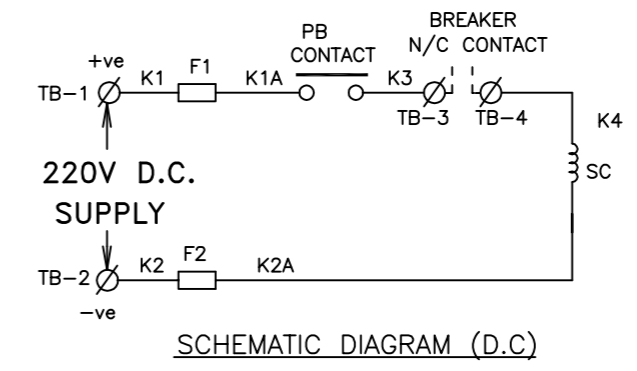 BREAKER
PB
N/C CONTACT
CONTACT
+ve
F1
K1
K1A
K3
TB-1
TB-3
TB-4
K4
220V D.C.
SC
SUPPLY
F2
K2
K2A
TB-2
-ve
SCHEMATIC DIAGRAM (D.C)